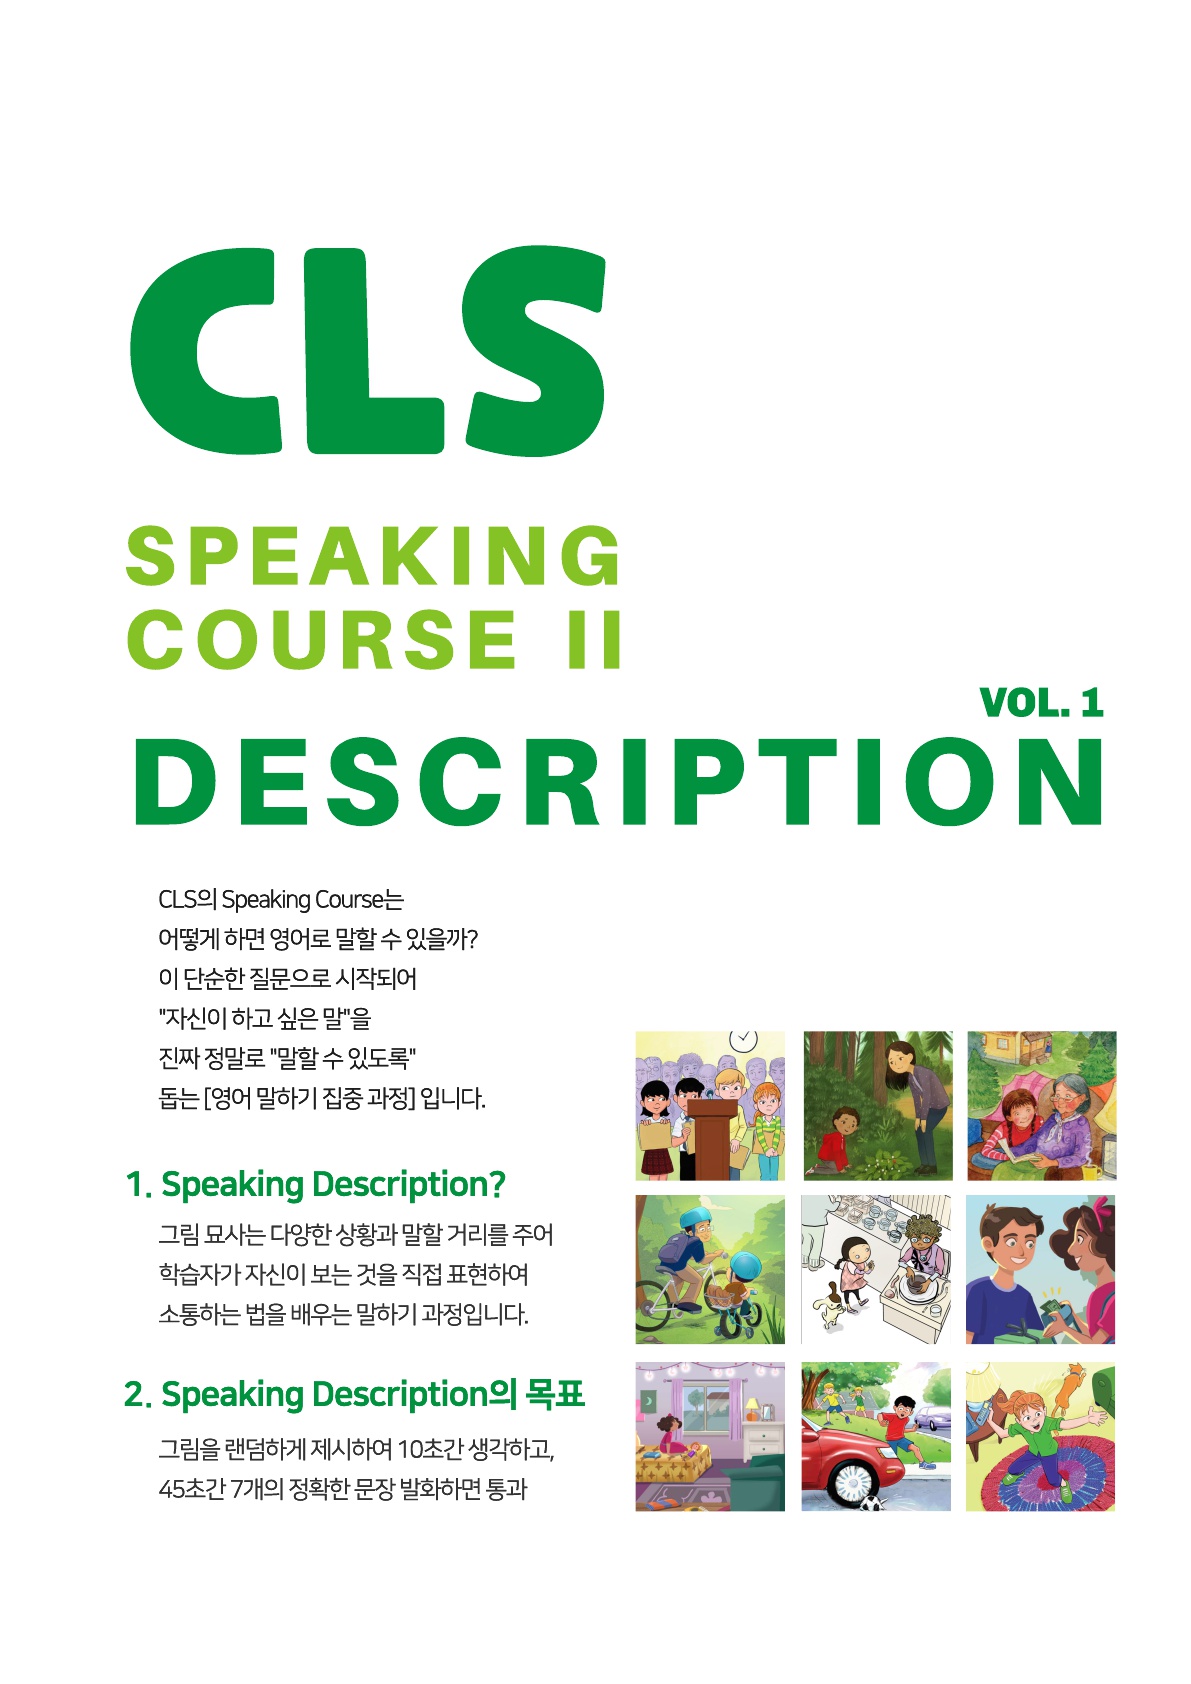 CLS
SPEAKING
COURSE II
VOL. 1
DESCRIPTION
CLS의 Speaking Course는
어떻게 하면 영어로 말할 수 있을까?
이 단순한 질문으로 시작되어
"자신이 하고 싶은 말"을
진짜 정말로 "말할 수 있도록"
돕는 [영어 말하기 집중 과정] 입니다.
1. Speaking Description?
그림 묘사는 다양한 상황과 말할 거리를 주어
학습자가 자신이 보는 것을 직접 표현하여
소통하는 법을 배우는 말하기 과정입니다.
2. Speaking Description의 목표
그림을 랜덤하게 제시하여 10초간 생각하고,
45초간 7개의 정확한 문장 발화하면 통과